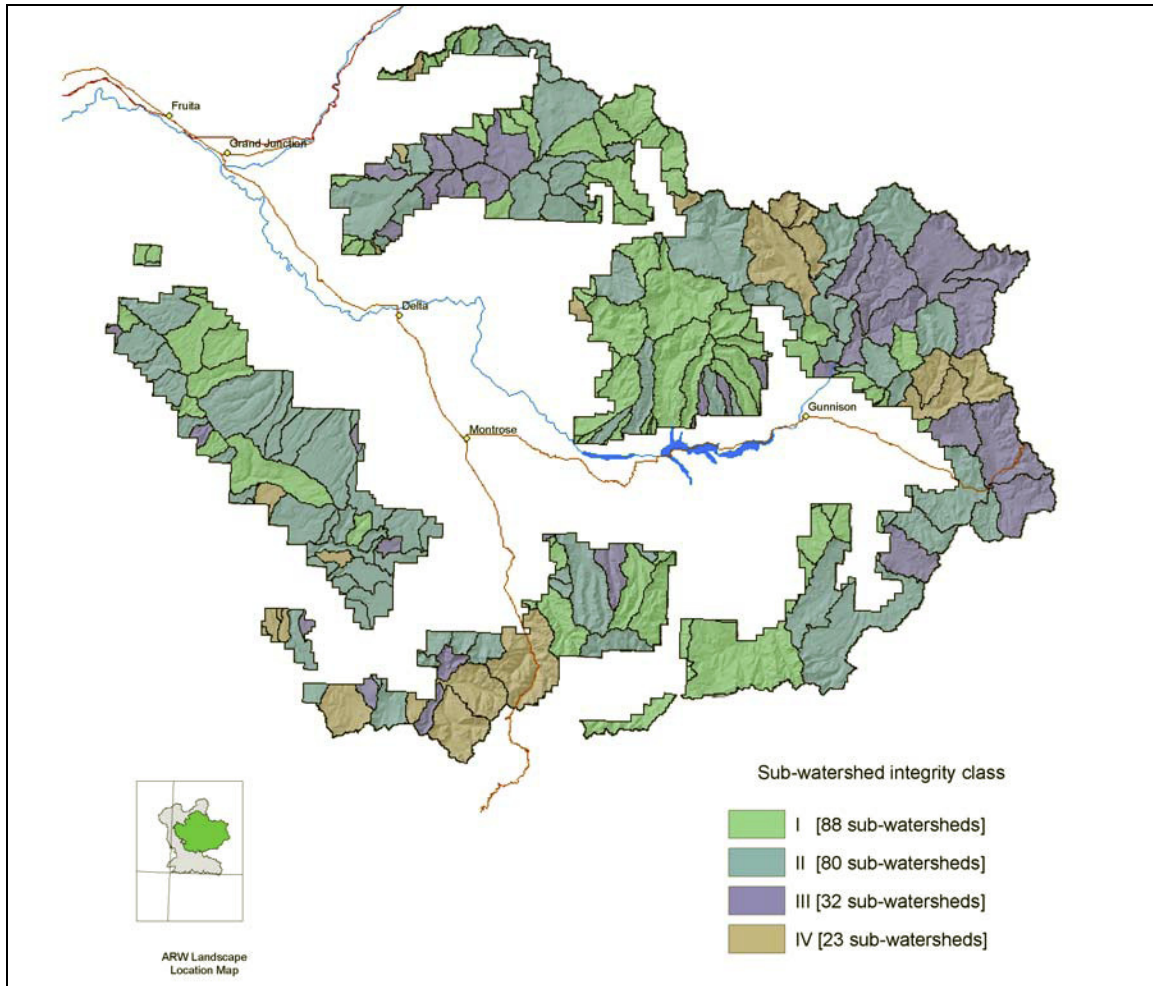 Fruita
Grand Junction
Delta
Montrose
Gunnison
Sub-watershed integrity class
I [88 sub-watersheds]
II [80 sub-watersheds]
III [32 sub-watersheds]
IV [23 sub-watersheds]
ARW Landscape
Location Map